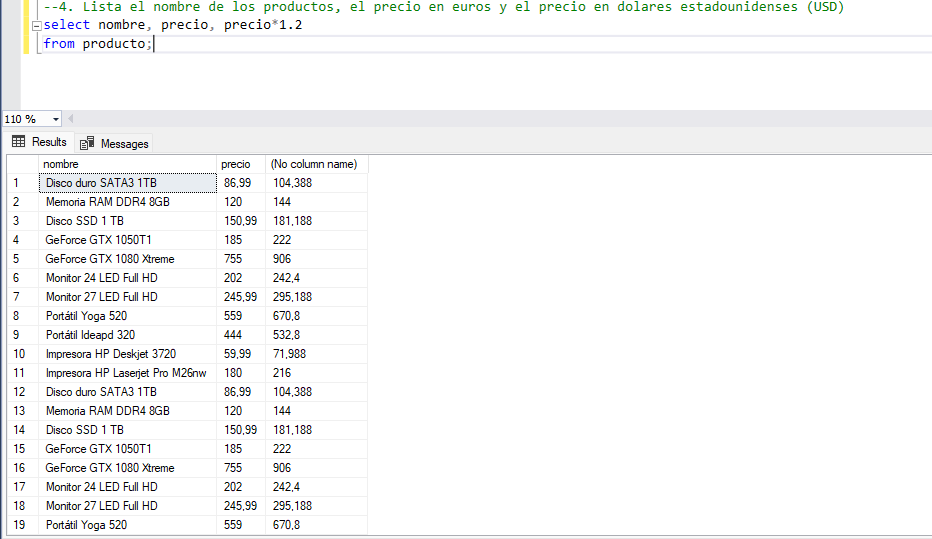 --4. Lista el nombre de los productos, el precio en euros y el precio en dolares estadounidenses (USD)
select nombre, precio, precio*1.2
from producto;
110 %
Results Messages
nombre precio (No column name)
1 Disco duro SATA3 1TB 86,99 104,388
2 Memoria RAM DDR4 8GB 120 144
3 Disco SSD 1 TB 150,99 181,188
4 GeForce GTX 1050T1 185 222
5 GeForce GTX 1080 Xtreme 755 906
6 Monitor 24 LED Full HD 202 242,4
7 Monitor 27 LED Full HD 245,99 295,188
8 Portátil Yoga 520 559 670,8
9 Portátil Ideapd 320 444 532,8
10 Impresora HP Deskjet 3720 59,99 71,988
11 Impresora HP Laserjet Pro M26nw 180 216
12 Disco duro SATA3 1TB 86,99 104,388
13 Memoria RAM DDR4 8GB 120 144
14 Disco SSD 1 TB 150,99 181,188
15 GeForce GTX 1050T1 185 222
16 GeForce GTX 1080 Xtreme 755 906
17 Monitor 24 LED Full HD 202 242,4
18 Monitor 27 LED Full HD 245,99 295,188
19 Portátil Yoga 520 559 670,8